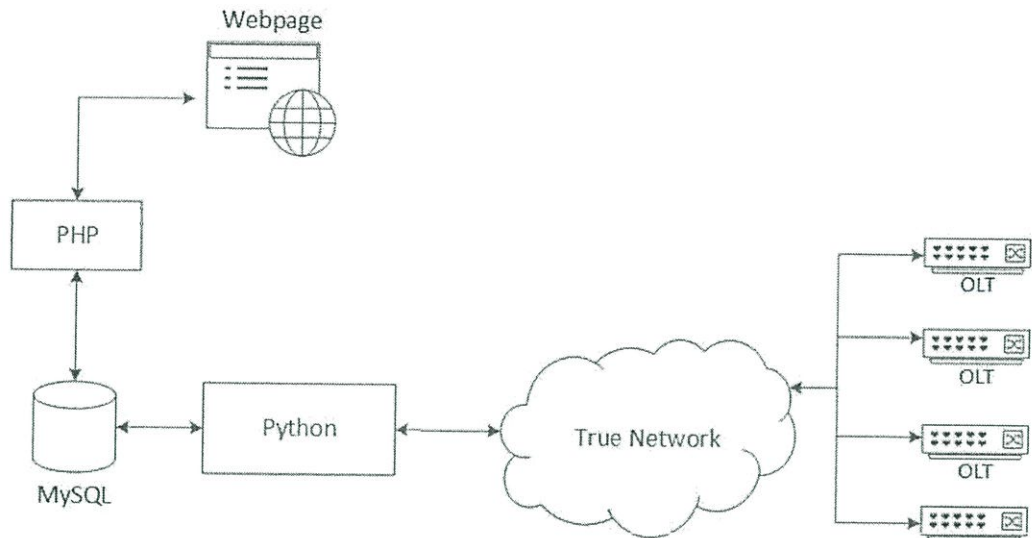 Webpage
PHP
OLT
OLT
Python
True Network
OLT
MySQL